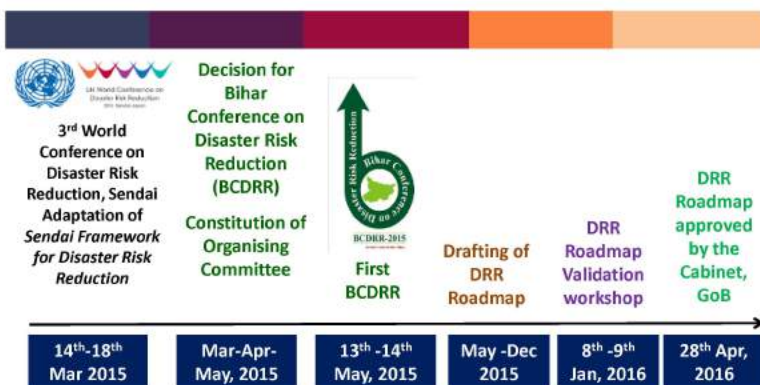 UN World Conference on
Disaster Risk Reduction
3rd World
Conference on
Disaster Risk
Reduction, Sendai
Adaptation of
Sendai Framework
for Disaster Risk
Reduction
14th-18th
Mar 2015
Decision for
Bihar
Conference on
Disaster Risk
Reduction
(BCDRR)
Constitution of
Organising
Committee
Mar-Apr-
May, 2015
Bihar Conference on Disaster Risk Reduction
BCDRR-2015
First
BCDRR
13th -14th
May, 2015
Drafting of
DRR
Roadmap
May -Dec
2015
DRR
Roadmap
Validation
workshop
8th -9th
Jan, 2016
DRR
Roadmap
approved
by the
Cabinet,
GoB
28th Apr,
2016